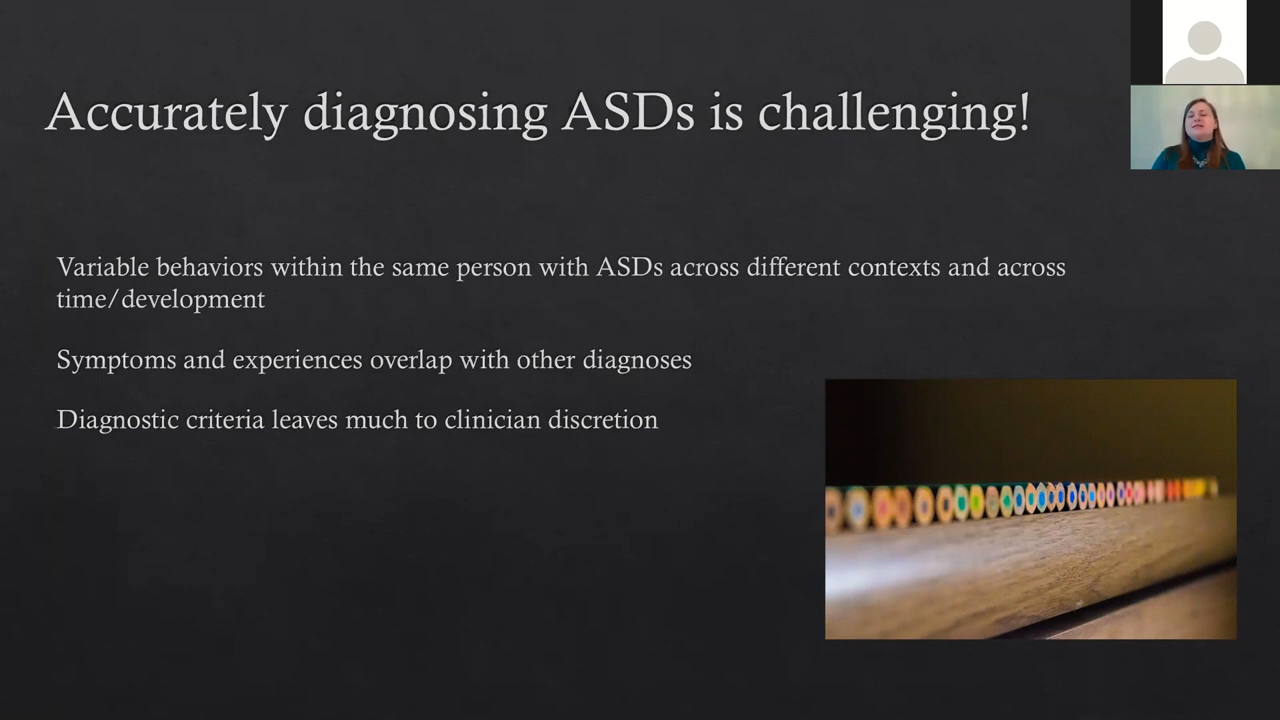 Accurately diagnosing ASDs is challenging!
Variable behaviors within the same person with ASDs across different contexts and across
time/development
Symptoms and experiences overlap with other diagnoses
Diagnostic criteria leaves much to clinician discretion